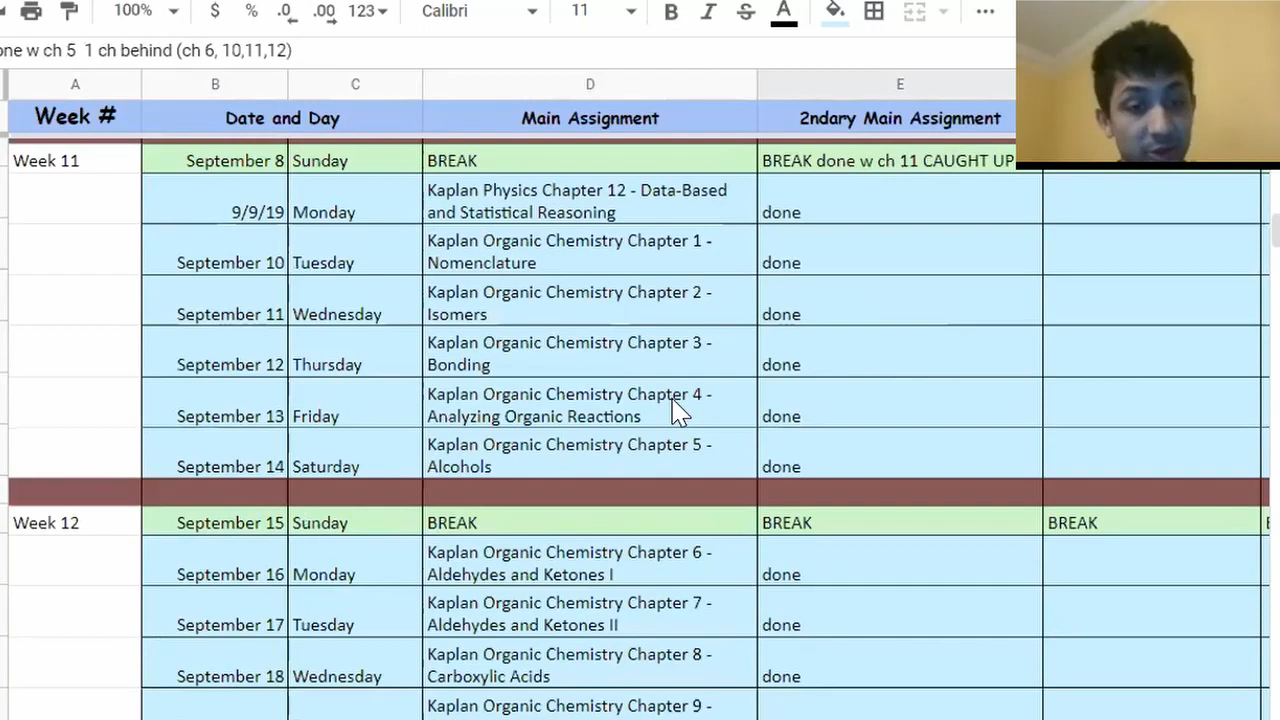 100% $ % .0 .00 123 Calibri 11 B I S A
one w ch 5 1 ch behind (ch 6, 10,11,12)
A B C D E
Week # Date and Day Main Assignment 2ndary Main Assignment
Week 11 September 8 Sunday BREAK BREAK done w ch 11 CAUGHT UP
Kaplan Physics Chapter 12 - Data-Based
9/9/19 Monday and Statistical Reasoning done
Kaplan Organic Chemistry Chapter 1 -
September 10 Tuesday Nomenclature done
Kaplan Organic Chemistry Chapter 2 -
September 11 Wednesday Isomers done
Kaplan Organic Chemistry Chapter 3 -
September 12 Thursday Bonding done
Kaplan Organic Chemistry Chapter 4 -
September 13 Friday Analyzing Organic Reactions done
Kaplan Organic Chemistry Chapter 5 -
September 14 Saturday Alcohols done
Week 12 September 15 Sunday BREAK BREAK BREAK
Kaplan Organic Chemistry Chapter 6 -
September 16 Monday Aldehydes and Ketones I done
Kaplan Organic Chemistry Chapter 7 -
September 17 Tuesday Aldehydes and Ketones II done
Kaplan Organic Chemistry Chapter 8 -
September 18 Wednesday Carboxylic Acids done
Kaplan Organic Chemistry Chapter 9 -